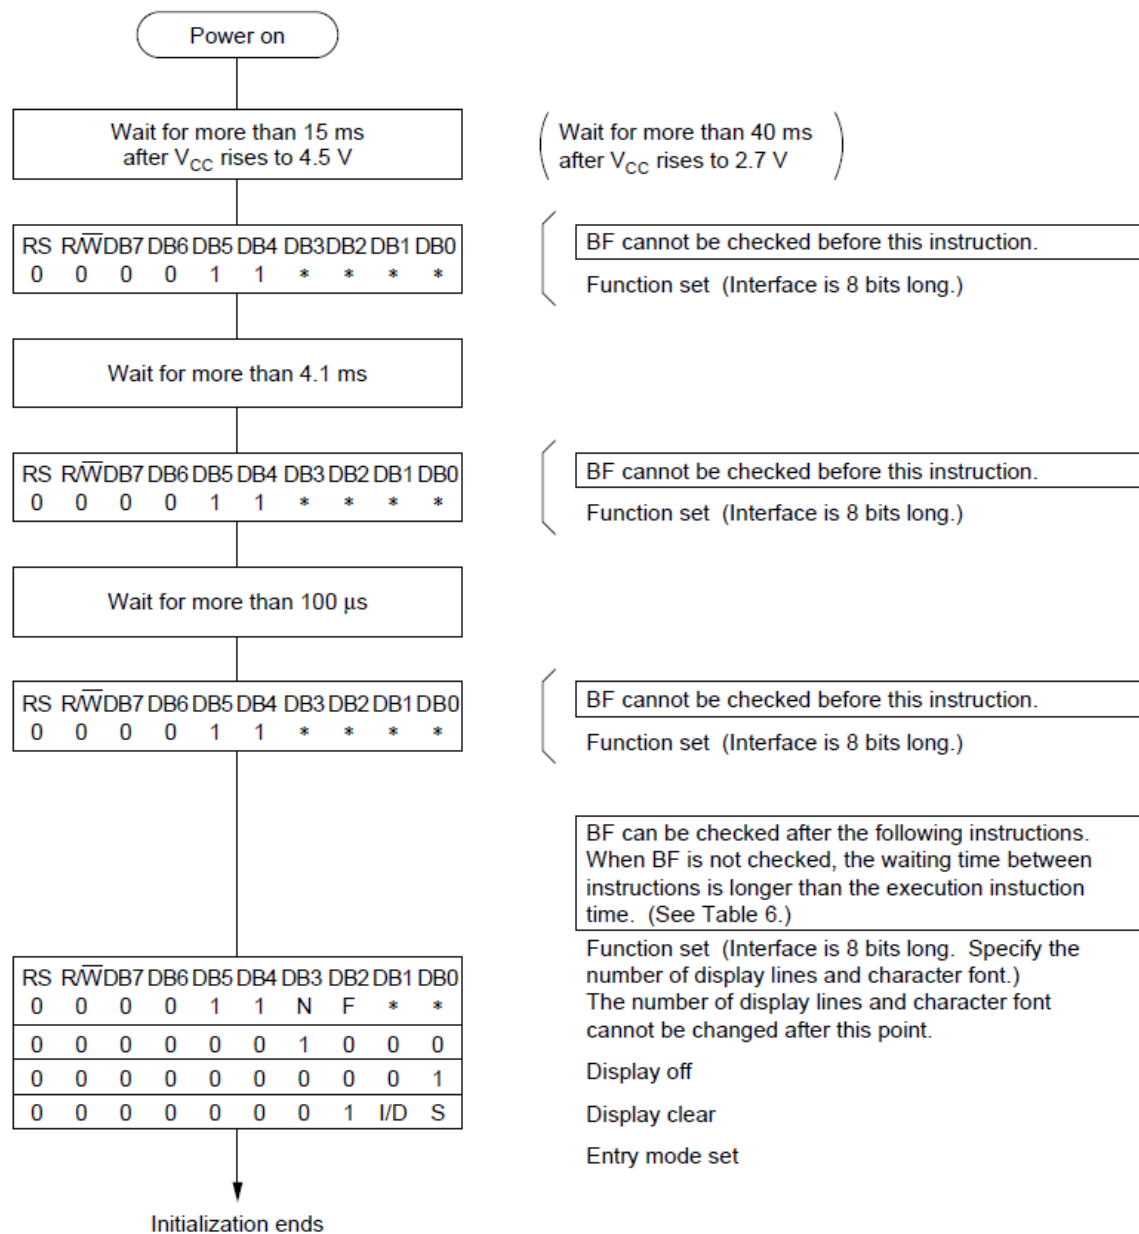 Power on
Wait for more than 15 ms
after VCC rises to 4.5 V
Wait for more than 40 ms
after VCC rises to 2.7 V
RS R/W̅ DB7 DB6 DB5 DB4 DB3 DB2 DB1 DB0
0 0 0 0 1 1 * * * *
BF cannot be checked before this instruction.
Function set (Interface is 8 bits long.)
Wait for more than 4.1 ms
RS R/W̅ DB7 DB6 DB5 DB4 DB3 DB2 DB1 DB0
0 0 0 0 1 1 * * * *
BF cannot be checked before this instruction.
Function set (Interface is 8 bits long.)
Wait for more than 100 µs
RS R/W̅ DB7 DB6 DB5 DB4 DB3 DB2 DB1 DB0
0 0 0 0 1 1 * * * *
BF cannot be checked before this instruction.
Function set (Interface is 8 bits long.)
BF can be checked after the following instructions.
When BF is not checked, the waiting time between
instructions is longer than the execution instuction
time. (See Table 6.)
RS R/W̅ DB7 DB6 DB5 DB4 DB3 DB2 DB1 DB0
0 0 0 0 1 1 N F * *
0 0 0 0 0 0 1 0 0 0
0 0 0 0 0 0 0 0 0 1
0 0 0 0 0 0 0 1 I/D S
Function set (Interface is 8 bits long. Specify the
number of display lines and character font.)
The number of display lines and character font
cannot be changed after this point.
Display off
Display clear
Entry mode set
Initialization ends